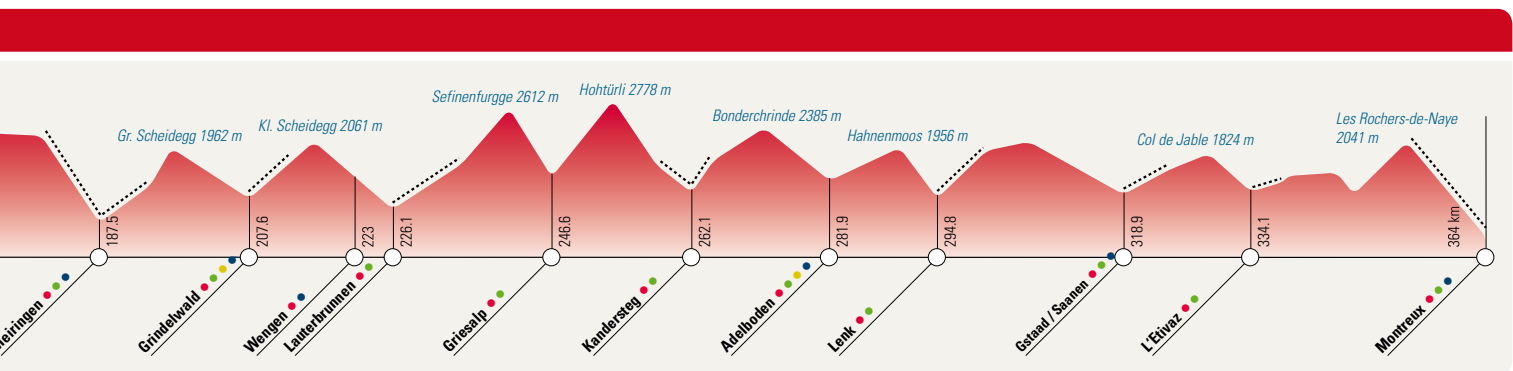 Sefinenfurgge 2612 m
Hohtürli 2778 m
Gr. Scheidegg 1962 m
Kl. Scheidegg 2061 m
Bonderchrinde 2385 m
Hahnenmoos 1956 m
Col de Jable 1824 m
Les Rochers-de-Naye
2041 m
187.5
207.6
223
226.1
246.6
262.1
281.9
294.8
318.9
334.1
364 km
eiringen
Grindelwald
Wengen
Lauterbrunnen
Griesalp
Kandersteg
Adelboden
Lenk
Gstaad / Saanen
L'Etivaz
Montreux